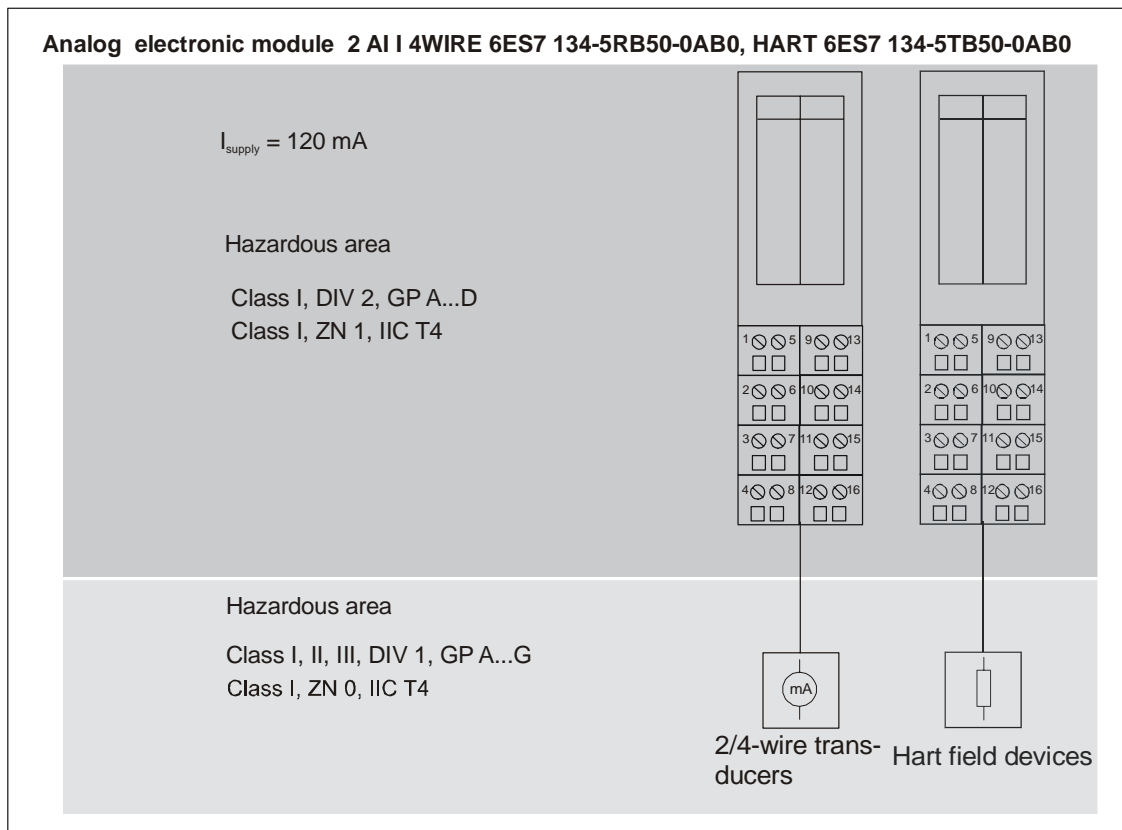 Analog electronic module 2 AI I 4WIRE 6ES7 134-5RB50-0AB0, HART 6ES7 134-5TB50-0AB0
Isupply = 120 mA
Hazardous area
Class I, DIV 2, GP A...D
Class I, ZN 1, IIC T4
1 5 9 13 1 5 9 13
2 6 10 14 2 6 10 14
3 7 11 15 3 7 11 15
4 8 12 16 4 8 12 16
Hazardous area
Class I, II, III, DIV 1, GP A...G
Class I, ZN 0, IIC T4
mA
2/4-wire trans-
ducers
Hart field devices